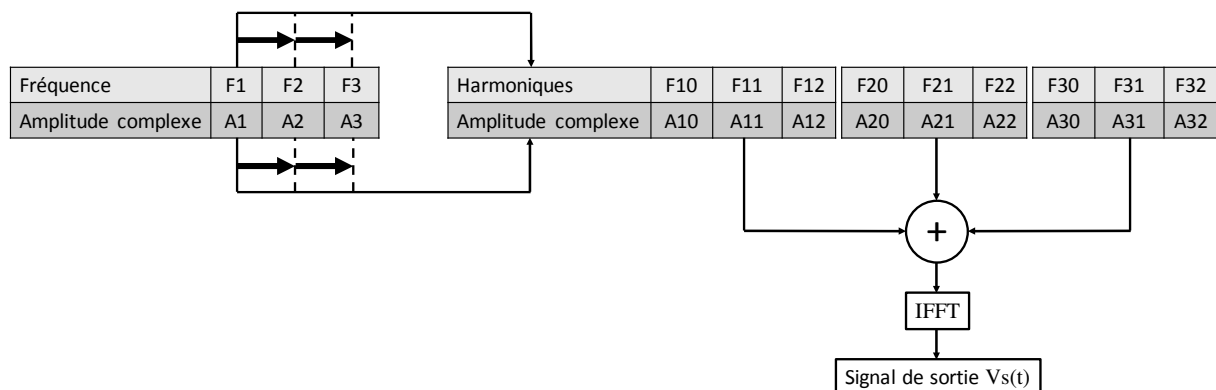 Fréquence F1 F2 F3 Harmoniques F10 F11 F12 F20 F21 F22 F30 F31 F32
Amplitude complexe A1 A2 A3 Amplitude complexe A10 A11 A12 A20 A21 A22 A30 A31 A32
+
IFFT
Signal de sortie Vs(t)